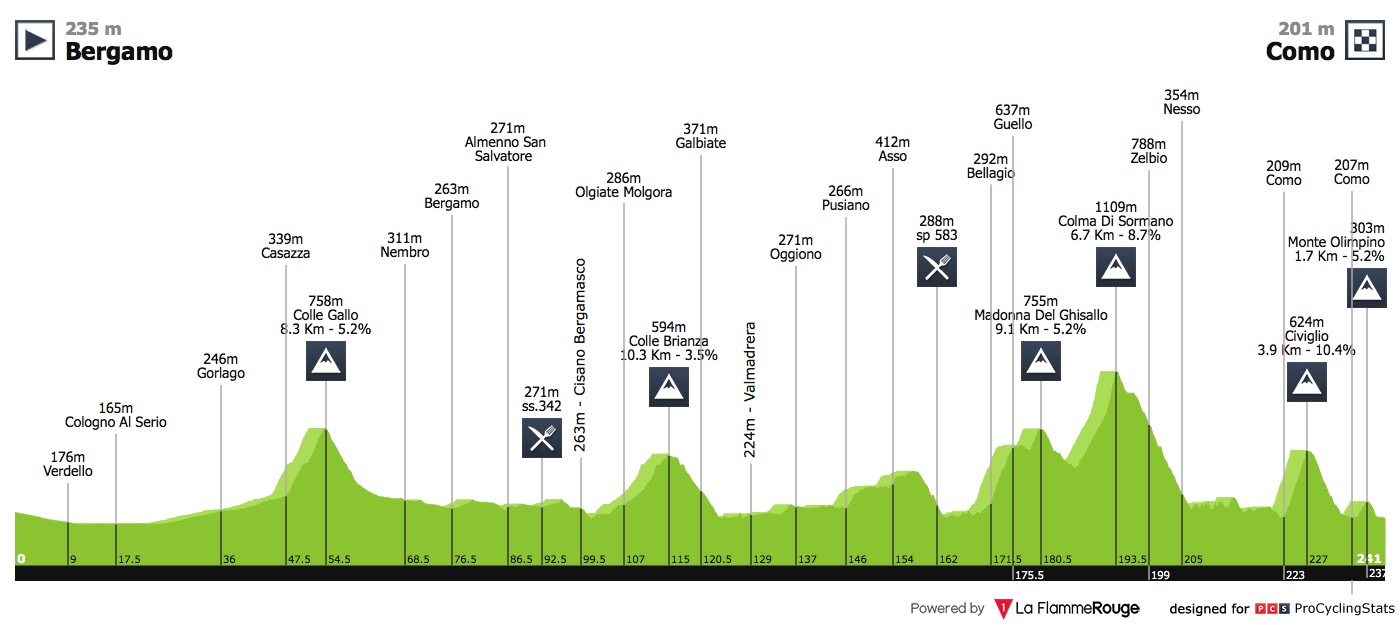 235 m
Bergamo
201 m
Como
176m
Verdello
165m
Cologno Al Serio
246m
Gorlago
339m
Casazza
758m
Colle Gallo
8.3 Km - 5.2%
311m
Nembro
263m
Bergamo
271m
Almenno San
Salvatore
271m
ss.342
263m - Cisano Bergamasco
286m
Olgiate Molgora
594m
Colle Brianza
10.3 Km - 3.5%
371m
Galbiate
224m - Valmadrera
271m
Oggiono
266m
Pusiano
412m
Asso
288m
sp 583
292m
Bellagio
637m
Guello
755m
Madonna Del Ghisallo
9.1 Km - 5.2%
1109m
Colma Di Sormano
6.7 Km - 8.7%
788m
Zelbio
354m
Nesso
209m
Como
624m
Civiglio
3.9 Km - 10.4%
207m
Como
303m
Monte Olimpino
1.7 Km - 5.2%
0 9 17.5 36 47.5 54.5 68.5 76.5 86.5 92.5 99.5 107 115 120.5 129 137 146 154 162 171.5 180.5 193.5 205 227 241
175.5 199 223 237
Powered by 1 La FlammeRouge designed for PCS ProCyclingStats